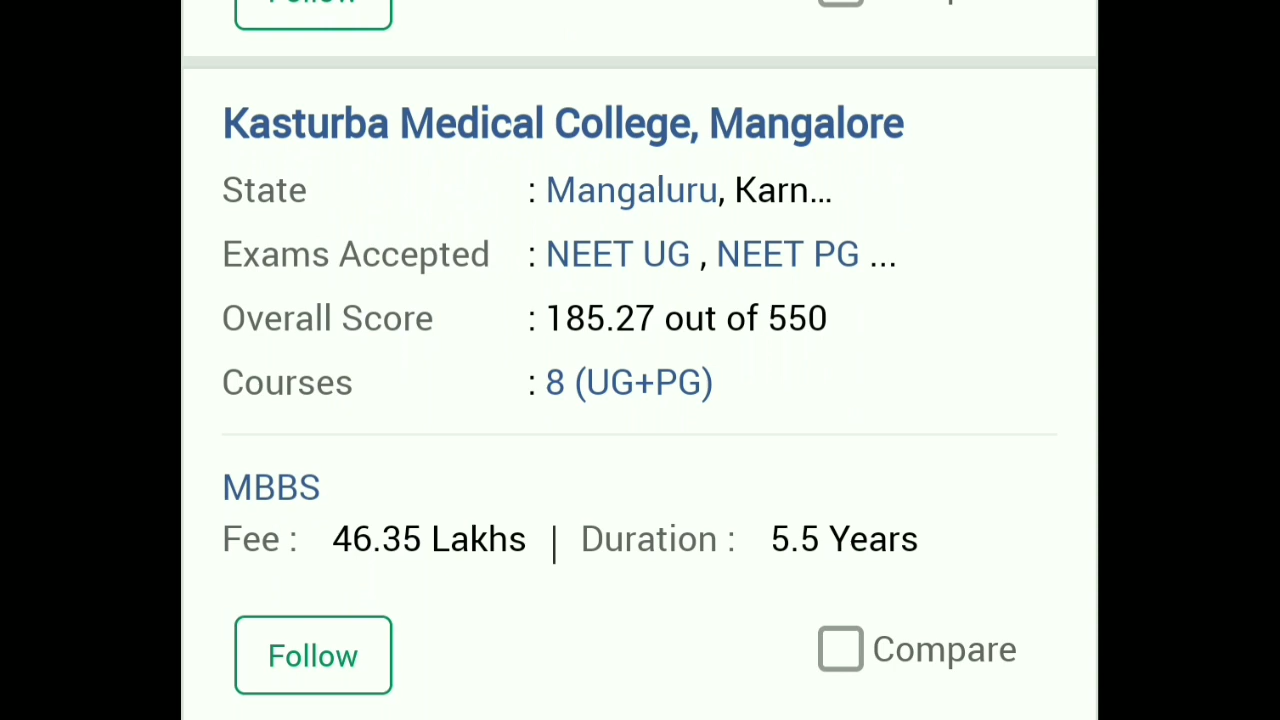 Kasturba Medical College, Mangalore
State : Mangaluru, Karn...
Exams Accepted : NEET UG , NEET PG ...
Overall Score : 185.27 out of 550
Courses : 8 (UG+PG)
MBBS
Fee : 46.35 Lakhs | Duration : 5.5 Years
Follow Compare